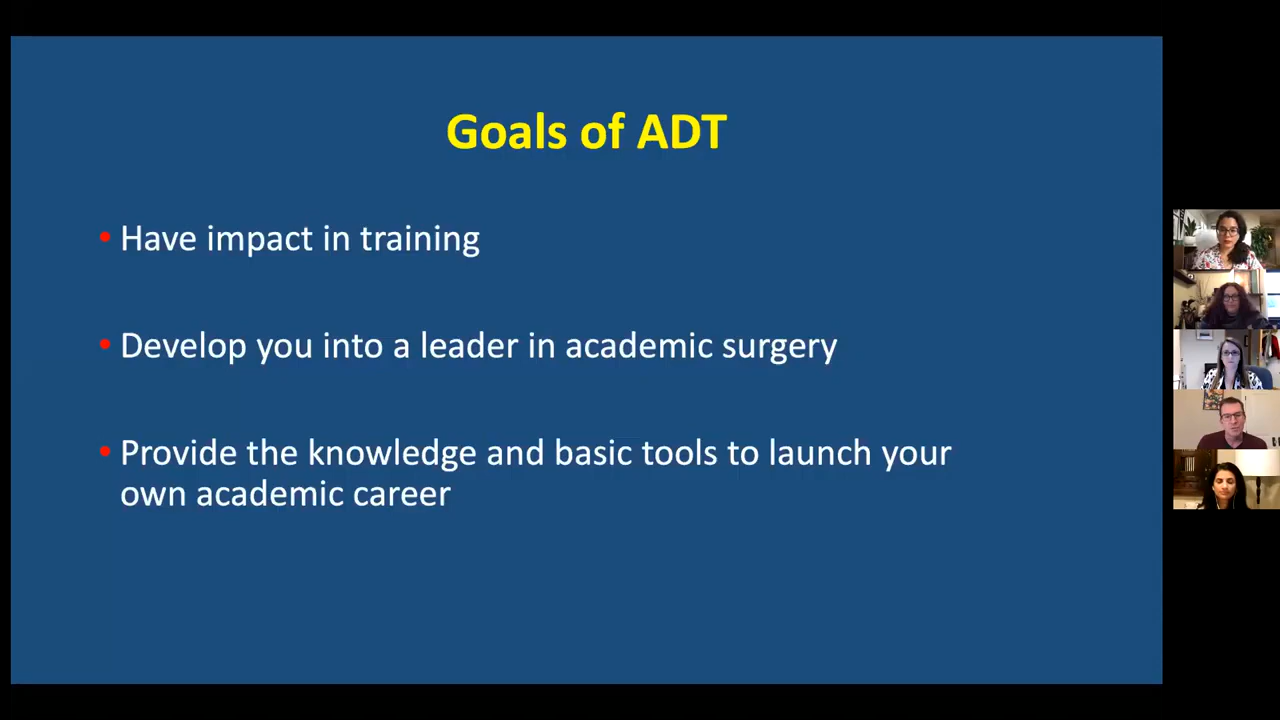 Goals of ADT
• Have impact in training
• Develop you into a leader in academic surgery
• Provide the knowledge and basic tools to launch your
own academic career